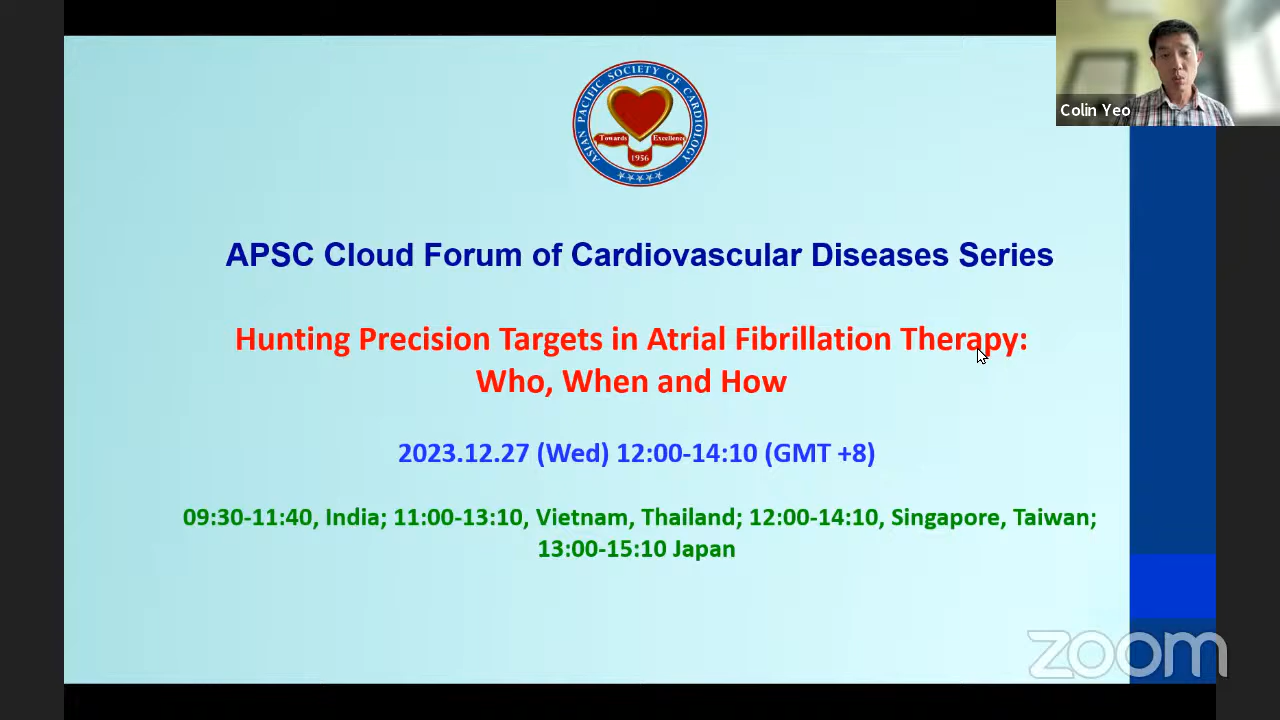 ASIAN PACIFIC SOCIETY OF CARDIOLOGY
Towards Excellence
1956
Colin Yeo
APSC Cloud Forum of Cardiovascular Diseases Series
Hunting Precision Targets in Atrial Fibrillation Therapy:
Who, When and How
2023.12.27 (Wed) 12:00-14:10 (GMT +8)
09:30-11:40, India; 11:00-13:10, Vietnam, Thailand; 12:00-14:10, Singapore, Taiwan;
13:00-15:10 Japan
zoom